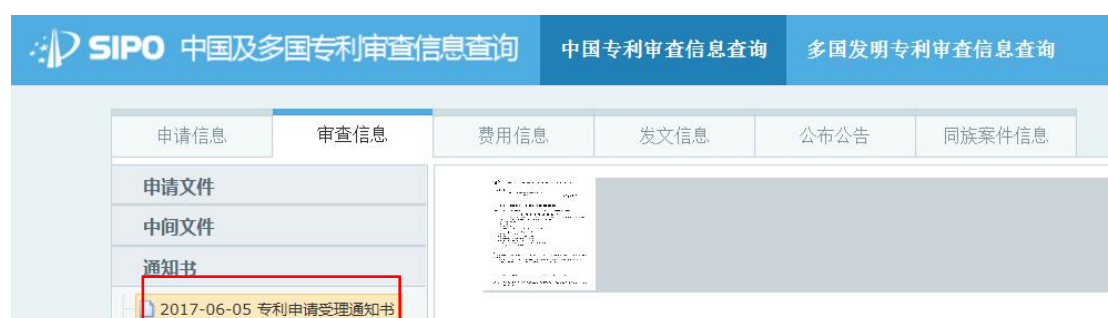 SIPO 中国及多国专利审查信息查询 中国专利审查信息查询 多国发明专利审查信息查询
申请信息 审查信息 费用信息 发文信息 公布公告 同族案件信息
申请文件
中间文件
通知书
2017-06-05 专利申请受理通知书